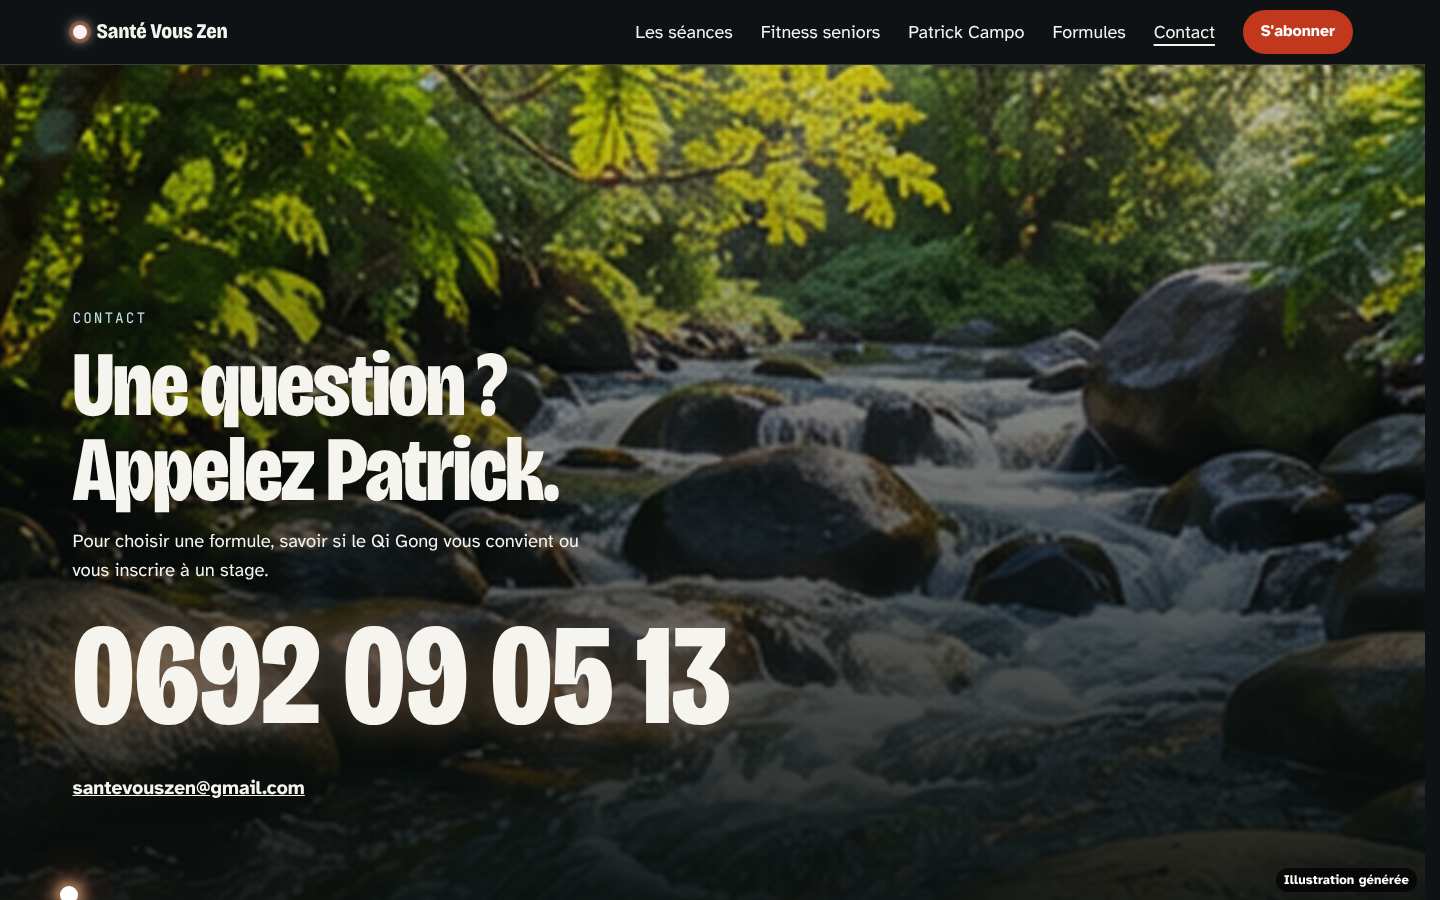 Santé Vous Zen
Les séances
Fitness seniors
Patrick Campo
Formules
Contact
S'abonner
CONTACT
Une question ?
Appelez Patrick.
Pour choisir une formule, savoir si le Qi Gong vous convient ou
vous inscrire à un stage.
0692 09 05 13
santevouszen@gmail.com
Illustration générée